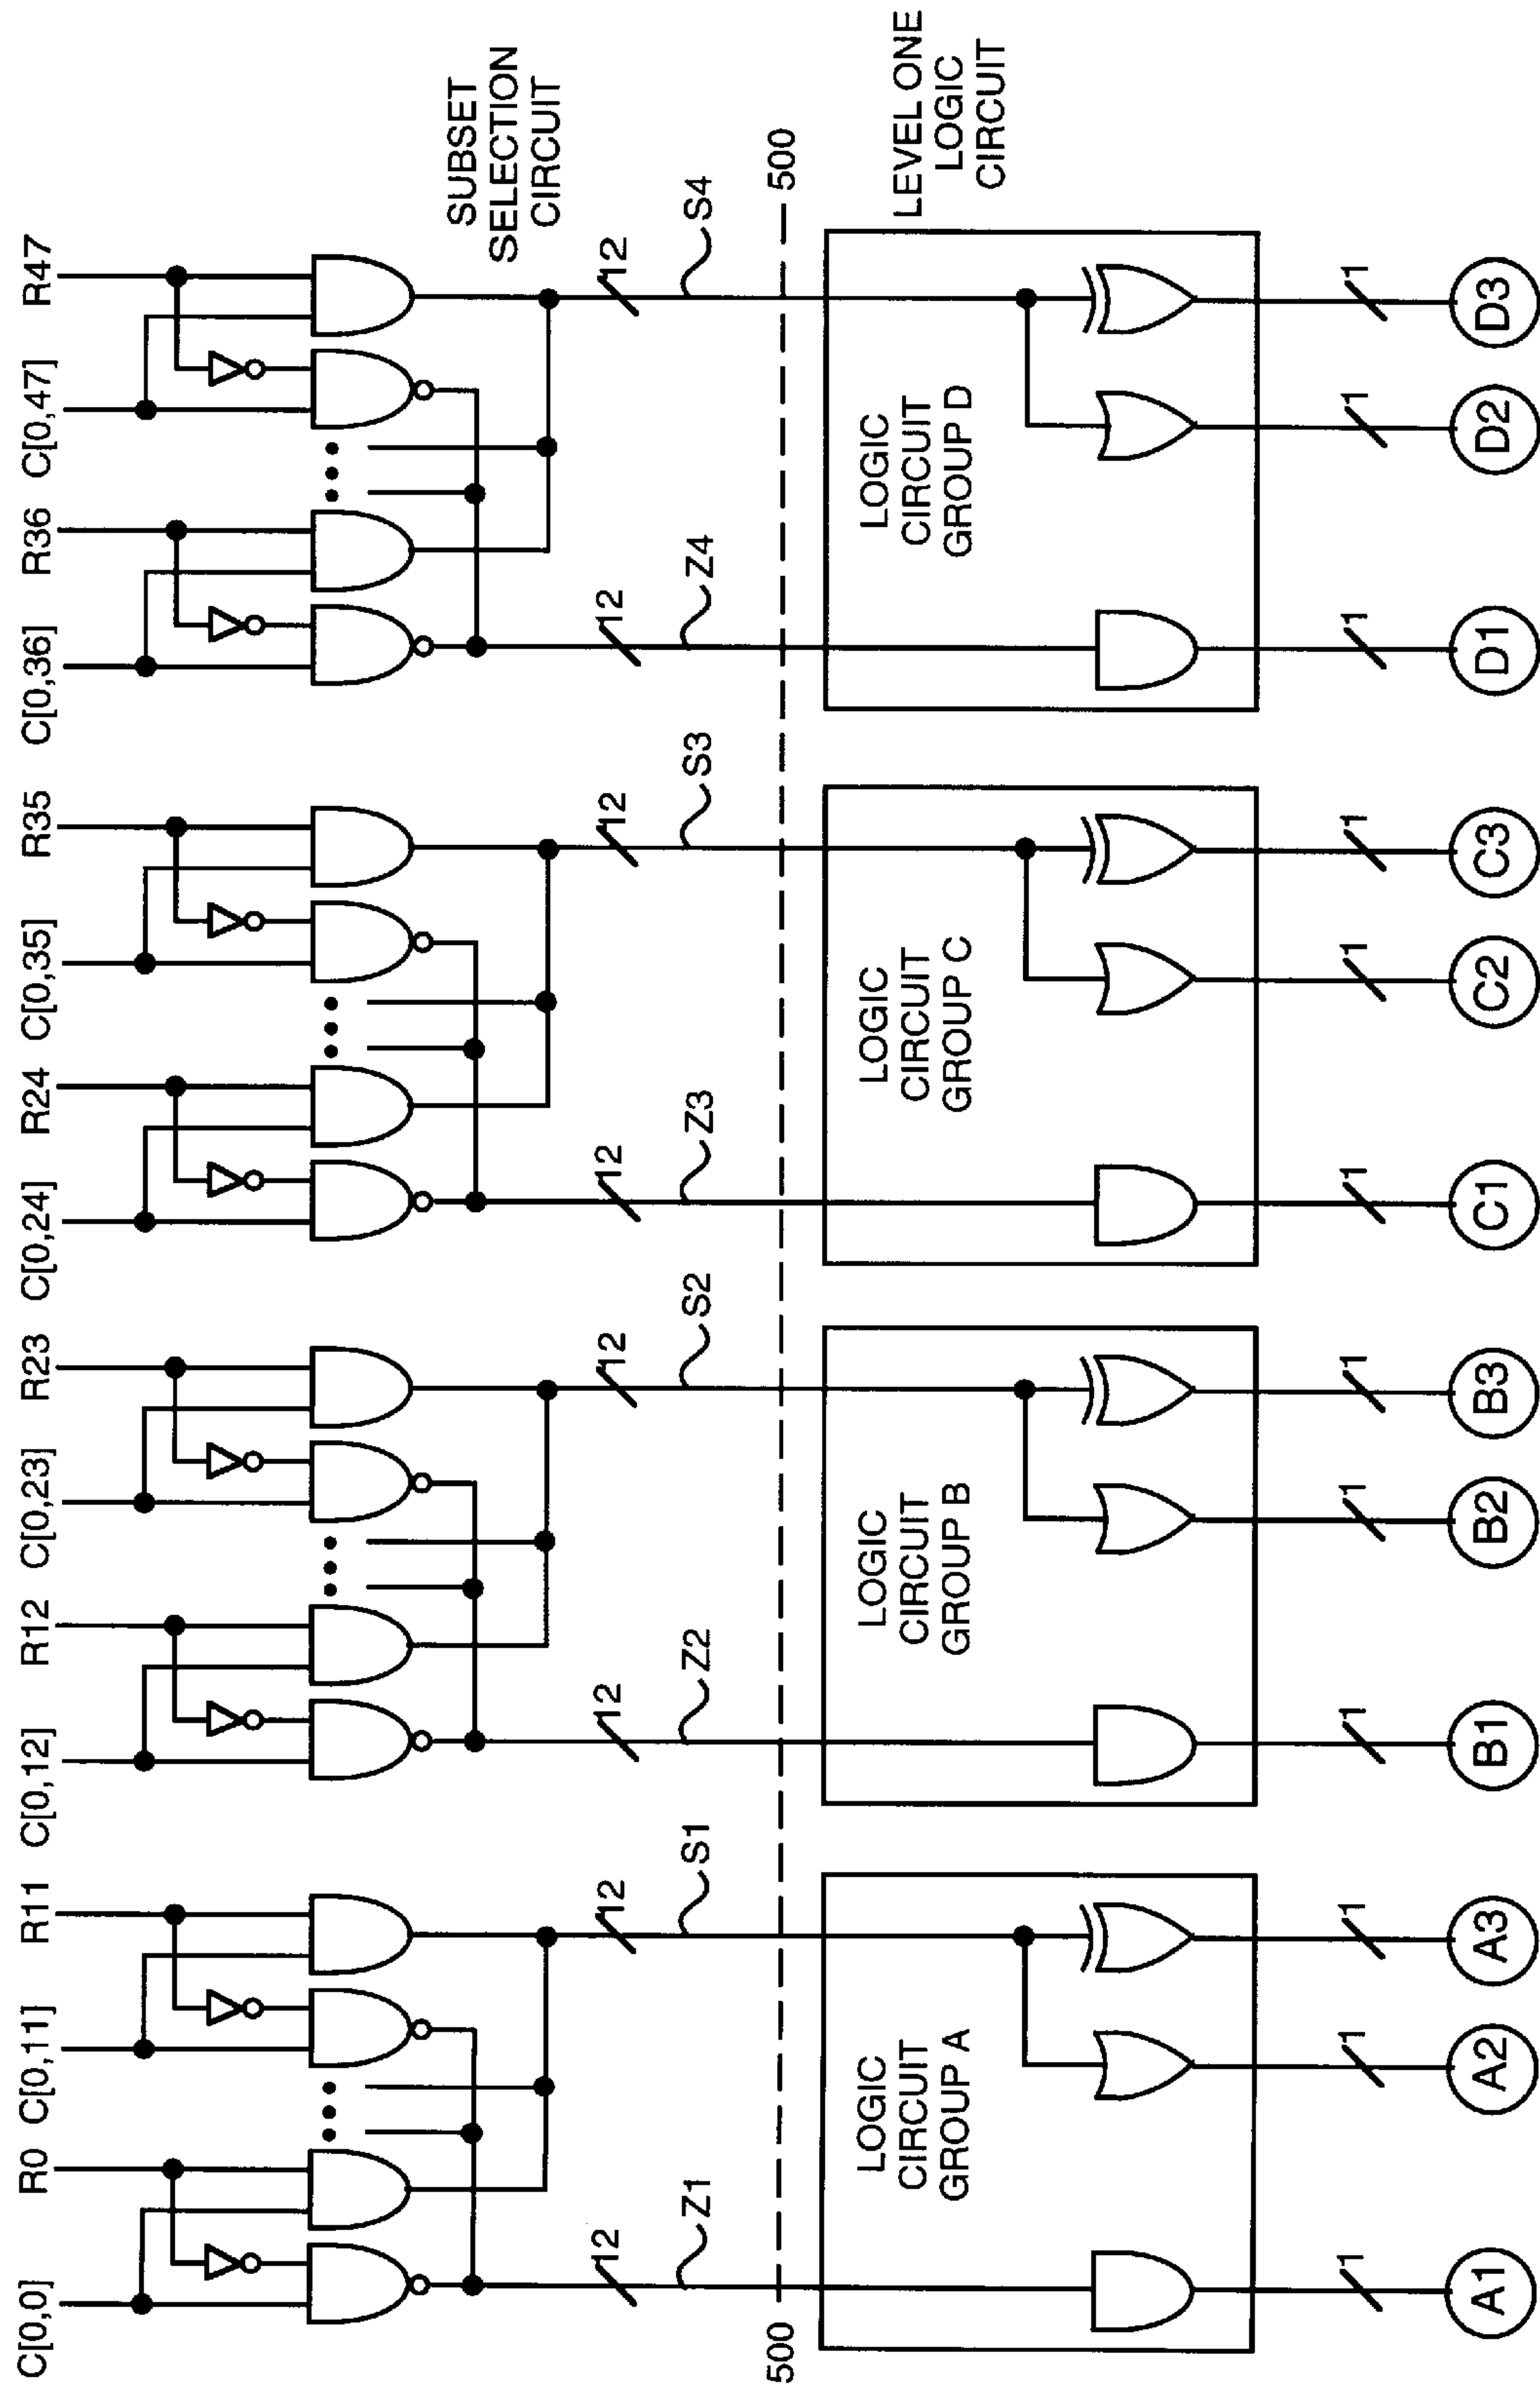 C[0,0] R0 C[0,11] R11 C[0,12] R12 C[0,23] R23 C[0,24] R24 C[0,35] R35 C[0,36] R36 C[0,47] R47
SUBSET
SELECTION
CIRCUIT
12 12 12 12 12 12 12 12
Z1 S1 Z2 S2 Z3 S3 Z4 S4
500 500
LEVEL ONE
LOGIC
CIRCUIT
LOGIC
CIRCUIT
GROUP A
LOGIC
CIRCUIT
GROUP B
LOGIC
CIRCUIT
GROUP C
LOGIC
CIRCUIT
GROUP D
1 1 1 1 1 1 1 1 1 1 1 1
A1 A2 A3 B1 B2 B3 C1 C2 C3 D1 D2 D3